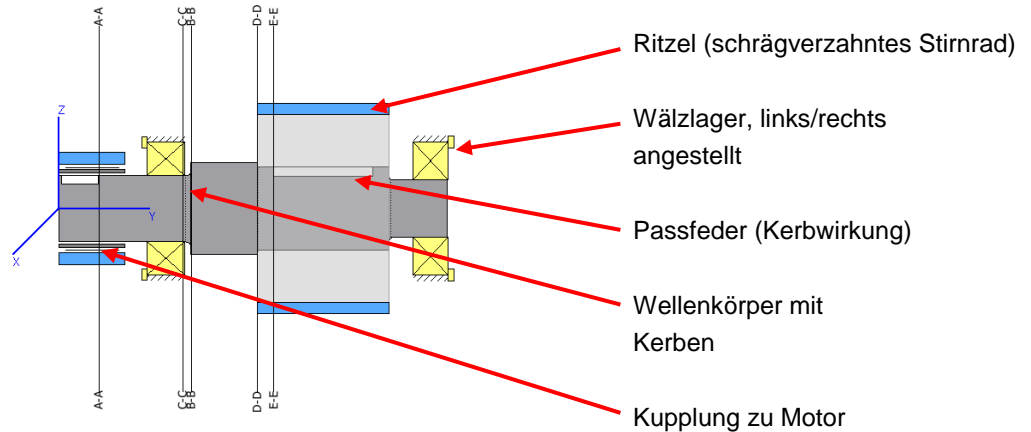 A-A
C-C
B-B
D-D
E-E
Ritzel (schrägverzahntes Stirnrad)
Z
Wälzlager, links/rechts
angestellt
Y
Passfeder (Kerbwirkung)
X
Wellenkörper mit
Kerben
A-A
C-C
B-B
D-D
E-E
Kupplung zu Motor